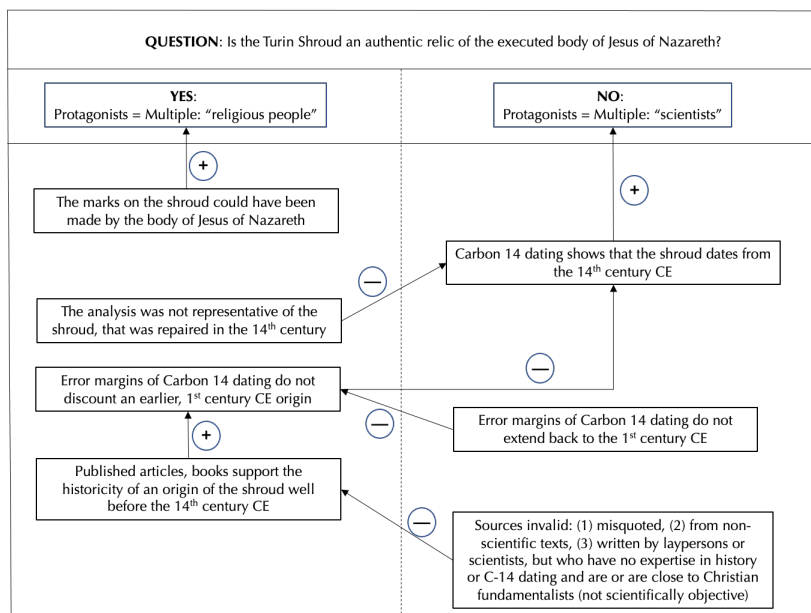 QUESTION: Is the Turin Shroud an authentic relic of the executed body of Jesus of Nazareth?
YES:
Protagonists = Multiple: “religious people”
NO:
Protagonists = Multiple: “scientists”
+
+
The marks on the shroud could have been
made by the body of Jesus of Nazareth
Carbon 14 dating shows that the shroud dates from
the 14th century CE
—
The analysis was not representative of the
shroud, that was repaired in the 14th century
—
Error margins of Carbon 14 dating do not
discount an earlier, 1st century CE origin
—
Error margins of Carbon 14 dating do not
extend back to the 1st century CE
+
Published articles, books support the
historicity of an origin of the shroud well
before the 14th century CE
—
Sources invalid: (1) misquoted, (2) from non-
scientific texts, (3) written by laypersons or
scientists, but who have no expertise in history
or C-14 dating and are or are close to Christian
fundamentalists (not scientifically objective)